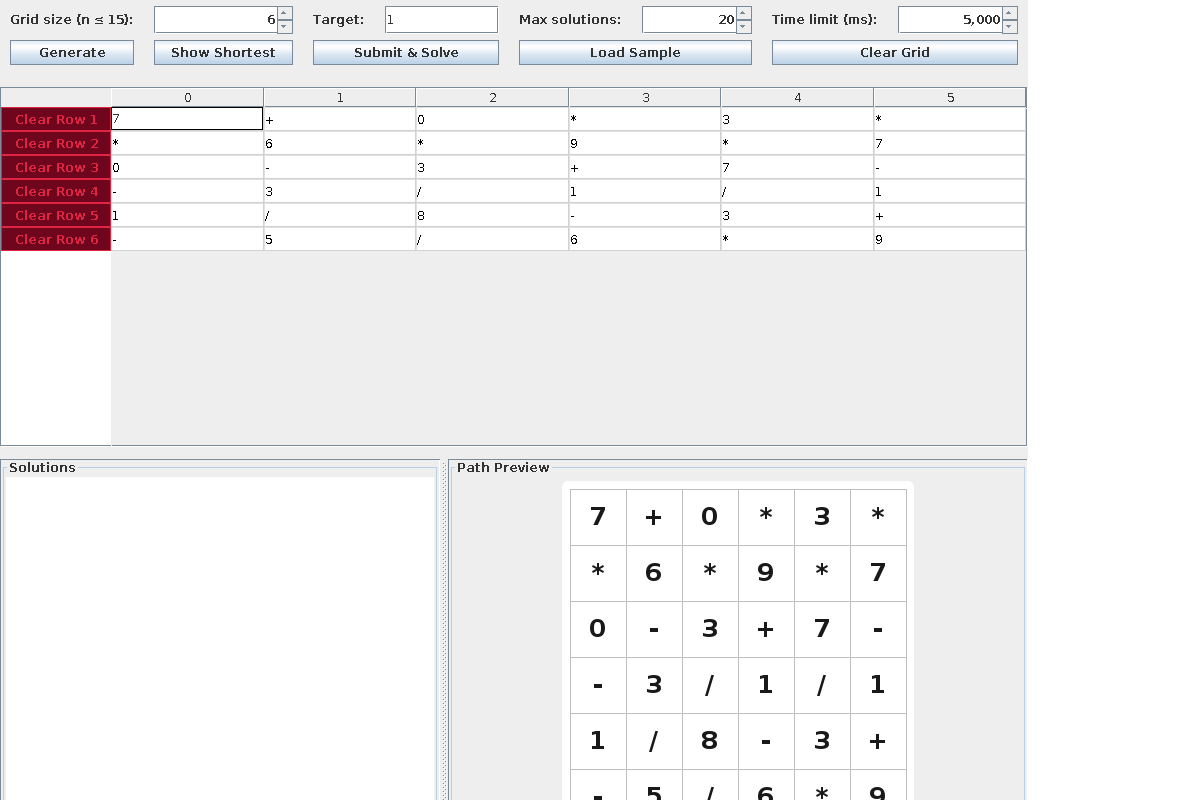 Grid size (n ≤ 15): 6 Target: 1 Max solutions: 20 Time limit (ms): 5,000
Generate Show Shortest Submit & Solve Load Sample Clear Grid
0 1 2 3 4 5
Clear Row 1 7 + 0 * 3 *
Clear Row 2 * 6 * 9 * 7
Clear Row 3 0 - 3 + 7 -
Clear Row 4 - 3 / 1 / 1
Clear Row 5 1 / 8 - 3 +
Clear Row 6 - 5 / 6 * 9
Solutions
Path Preview
7 + 0 * 3 *
* 6 * 9 * 7
0 - 3 + 7 -
- 3 / 1 / 1
1 / 8 - 3 +
- 5 / 6 * 9